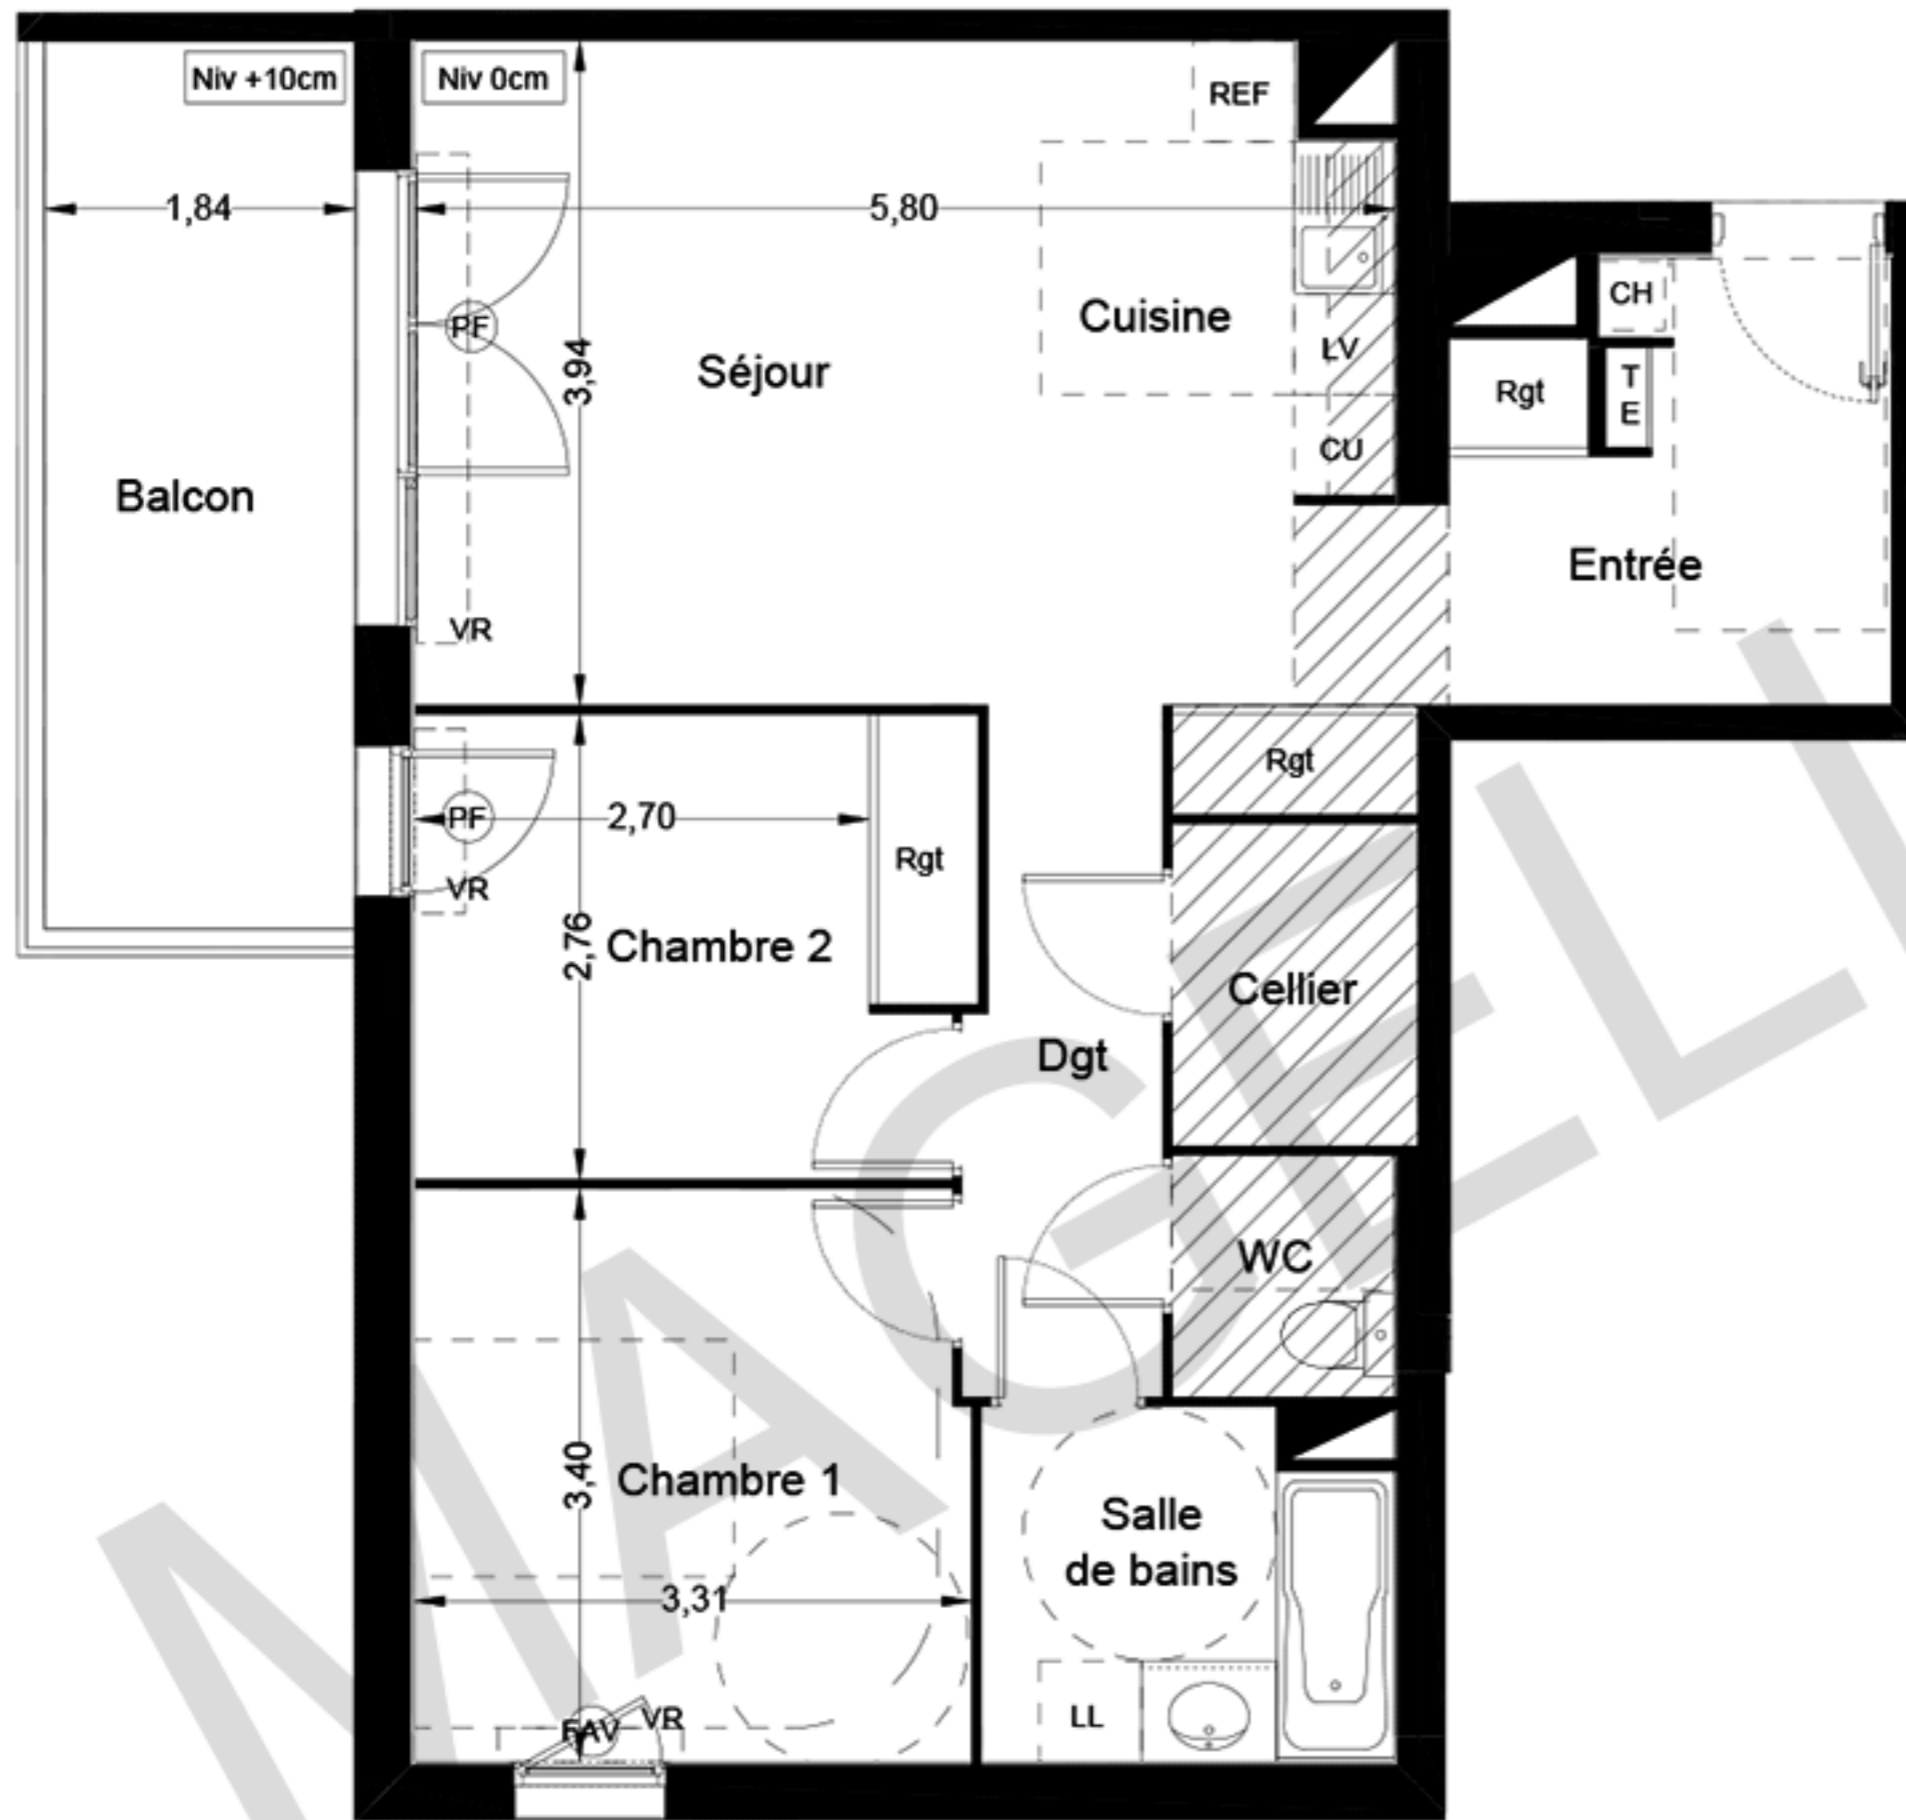 Niv +10cm
Niv 0cm
REF
1,84
5,80
CH
PF
Cuisine
LV
3,94
Séjour
Rgt
T
E
CU
Balcon
Entrée
VR
Rgt
PF
2,70
Rgt
VR
2,76
Chambre 2
Cellier
Dgt
WC
3,40
Chambre 1
Salle
de bains
3,31
FAV
VR
LL
MAGELL